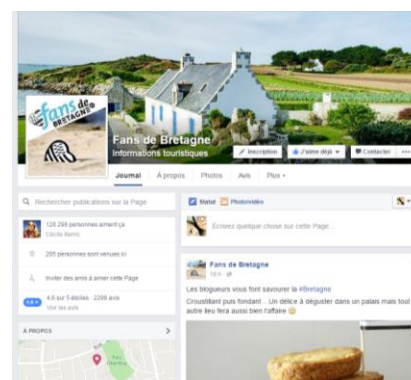 fans de
BRETAGNE
Fans de Bretagne
Informations touristiques
Inscription
J'aime déjà
Contacter
Journal
À propos
Photos
Avis
Plus
Rechercher publications sur la Page
128 298 personnes aiment ça
205 personnes sont venues ici
Inviter des amis à aimer cette Page
4,6 sur 5 étoiles · 2298 avis
Voir les avis
À PROPOS
Statut
Photo/vidéo
Écrivez quelque chose sur cette Page...
Fans de Bretagne
Les blogueurs vous font savourer la #Bretagne
Croustillant puis fondant... Un délice à déguster dans un palais mais tout
autre lieu fera aussi bien l'affaire